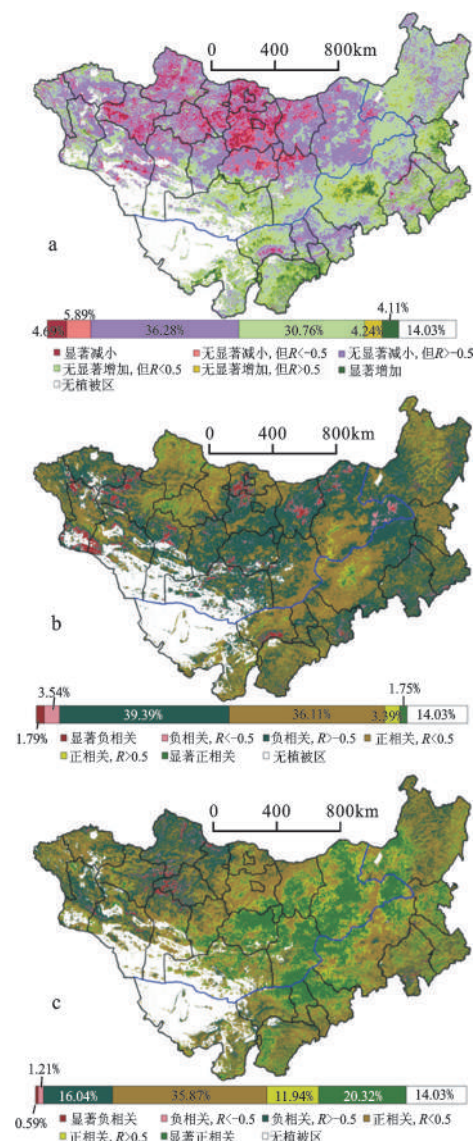 0 400 800km
a
5.89%
4.11%
4.69% 36.28% 30.76% 4.24% 14.03%
显著减小 无显著减小, 但R<-0.5 无显著减小, 但R>-0.5
无显著增加, 但R<0.5 无显著增加, 但R>0.5 显著增加
无植被区
0 400 800km
b
3.54%
1.75%
39.39% 36.11% 3.39% 14.03%
1.79%
显著负相关 负相关, R<-0.5 负相关, R>-0.5 正相关, R<0.5
正相关, R>0.5 显著正相关 无植被区
0 400 800km
c
1.21%
16.04% 35.87% 11.94% 20.32% 14.03%
0.59%
显著负相关 负相关, R<-0.5 负相关, R>-0.5 正相关, R<0.5
正相关, R>0.5 显著正相关 无植被区